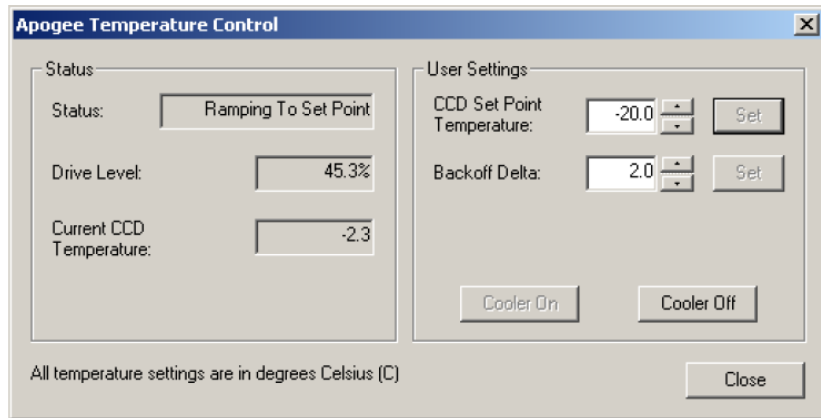 Apogee Temperature Control
Status
Status:
Ramping To Set Point
Drive Level:
45.3%
Current CCD
Temperature:
-2.3
User Settings
CCD Set Point
Temperature:
-20.0
Set
Backoff Delta:
2.0
Set
Cooler On
Cooler Off
All temperature settings are in degrees Celsius (C)
Close